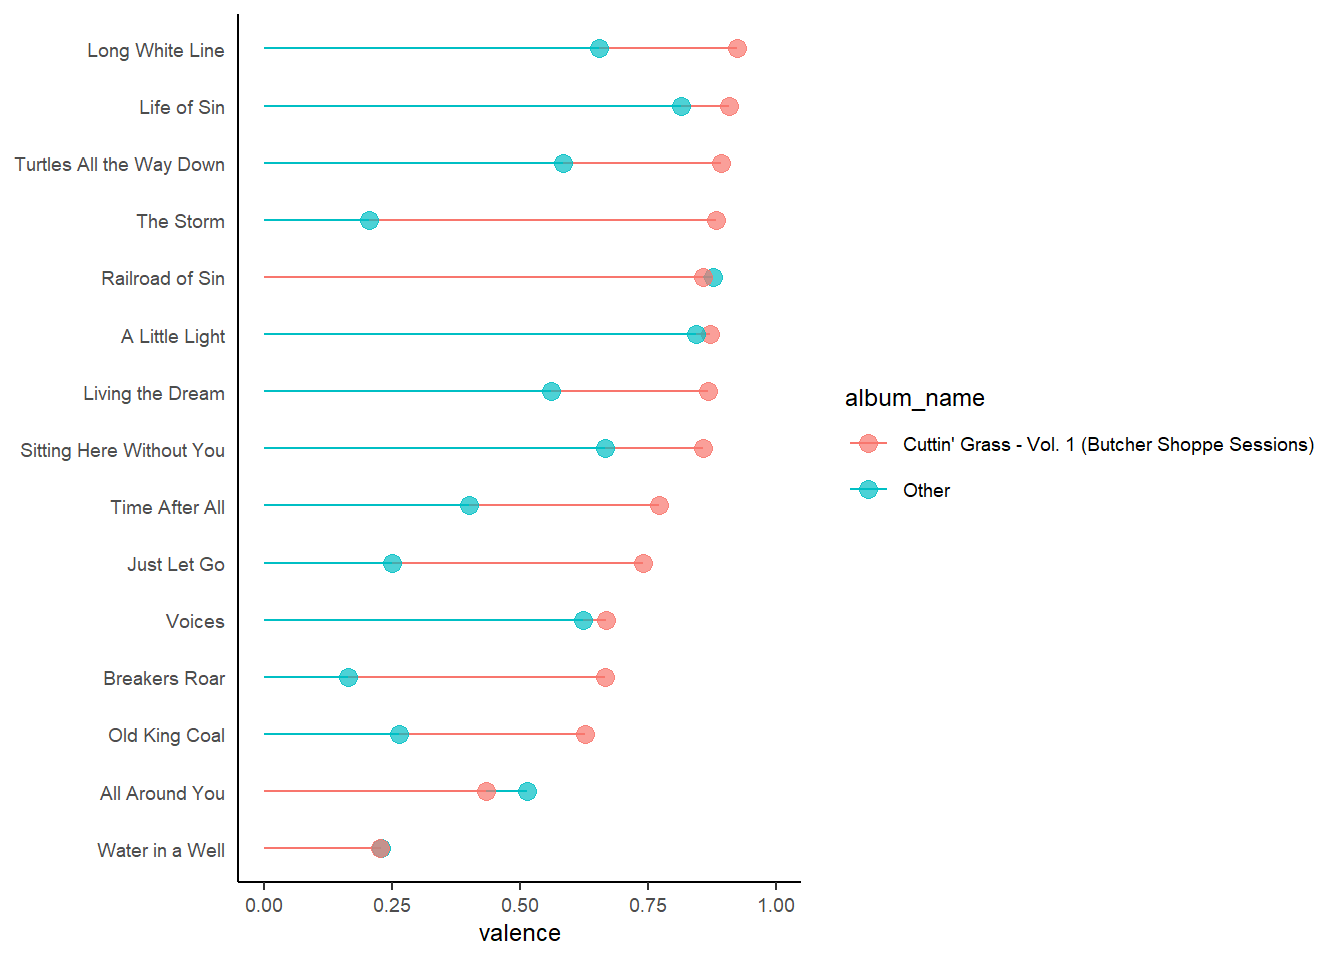 Long White Line
Life of Sin
Turtles All the Way Down
The Storm
Railroad of Sin
A Little Light
Living the Dream
Sitting Here Without You
Time After All
Just Let Go
Voices
Breakers Roar
Old King Coal
All Around You
Water in a Well
0.00 0.25 0.50 0.75 1.00
valence
album_name
Cuttin' Grass - Vol. 1 (Butcher Shoppe Sessions)
Other